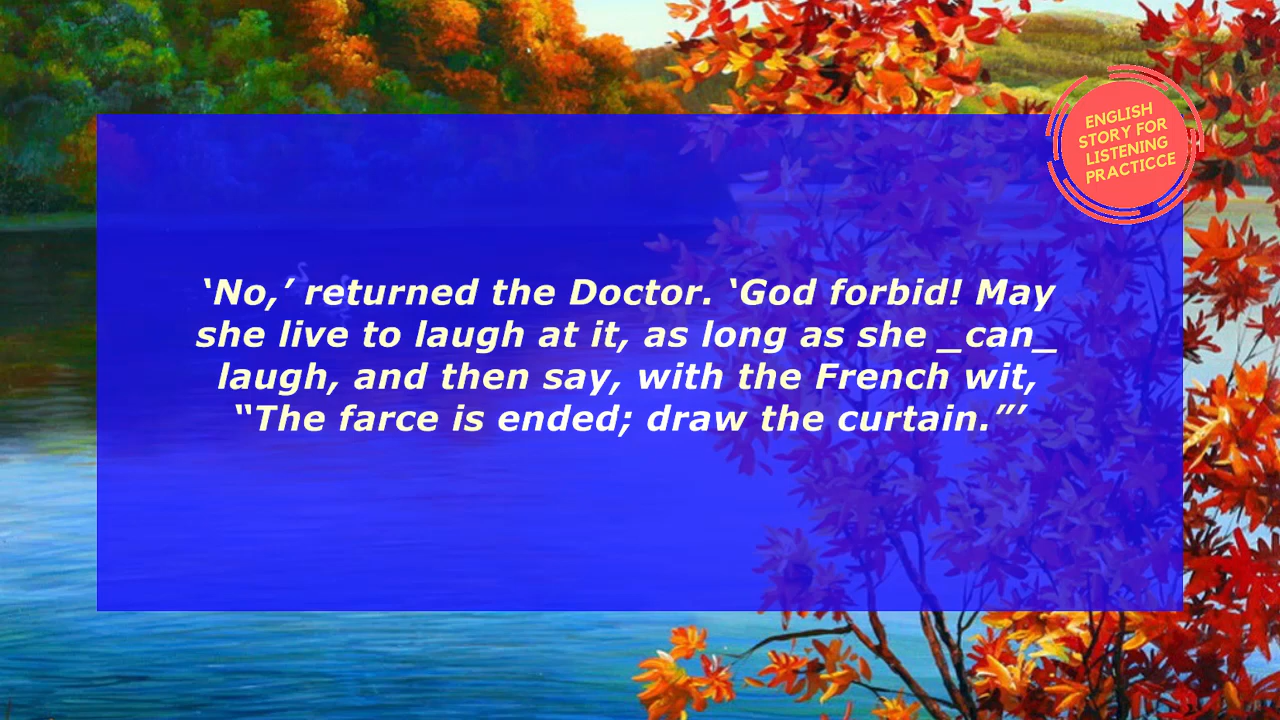 ‘No,’ returned the Doctor. ‘God forbid! May
she live to laugh at it, as long as she _can_
laugh, and then say, with the French wit,
“The farce is ended; draw the curtain.”’
ENGLISH
STORY FOR
LISTENING
PRACTICCE